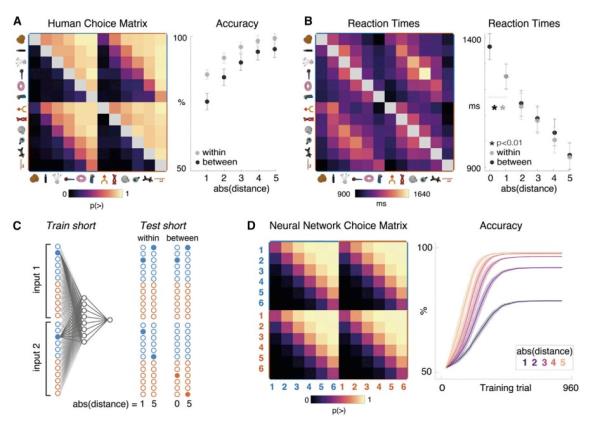 A
Human Choice Matrix
Accuracy
100
%
50
within
between
1 2 3 4 5
abs(distance)
0 1
p(>)
B
Reaction Times
Reaction Times
1400
ms
900
★ ★
★ p<0.01
within
between
0 1 2 3 4 5
abs(distance)
900 1640
ms
C
Train short
Test short
within between
input 1
input 2
abs(distance) = 1 5 0 5
D
Neural Network Choice Matrix
1
2
3
4
5
6
1
2
3
4
5
6
1 2 3 4 5 6 1 2 3 4 5 6
0 1
p(>)
Accuracy
100
%
50
abs(distance)
1 2 3 4 5
0 Training trial 960